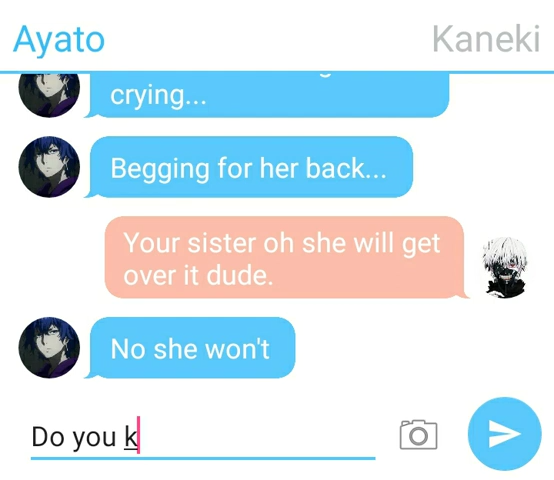 Ayato
Kaneki
crying...
Begging for her back...
Your sister oh she will get
over it dude.
No she won't
Do you k